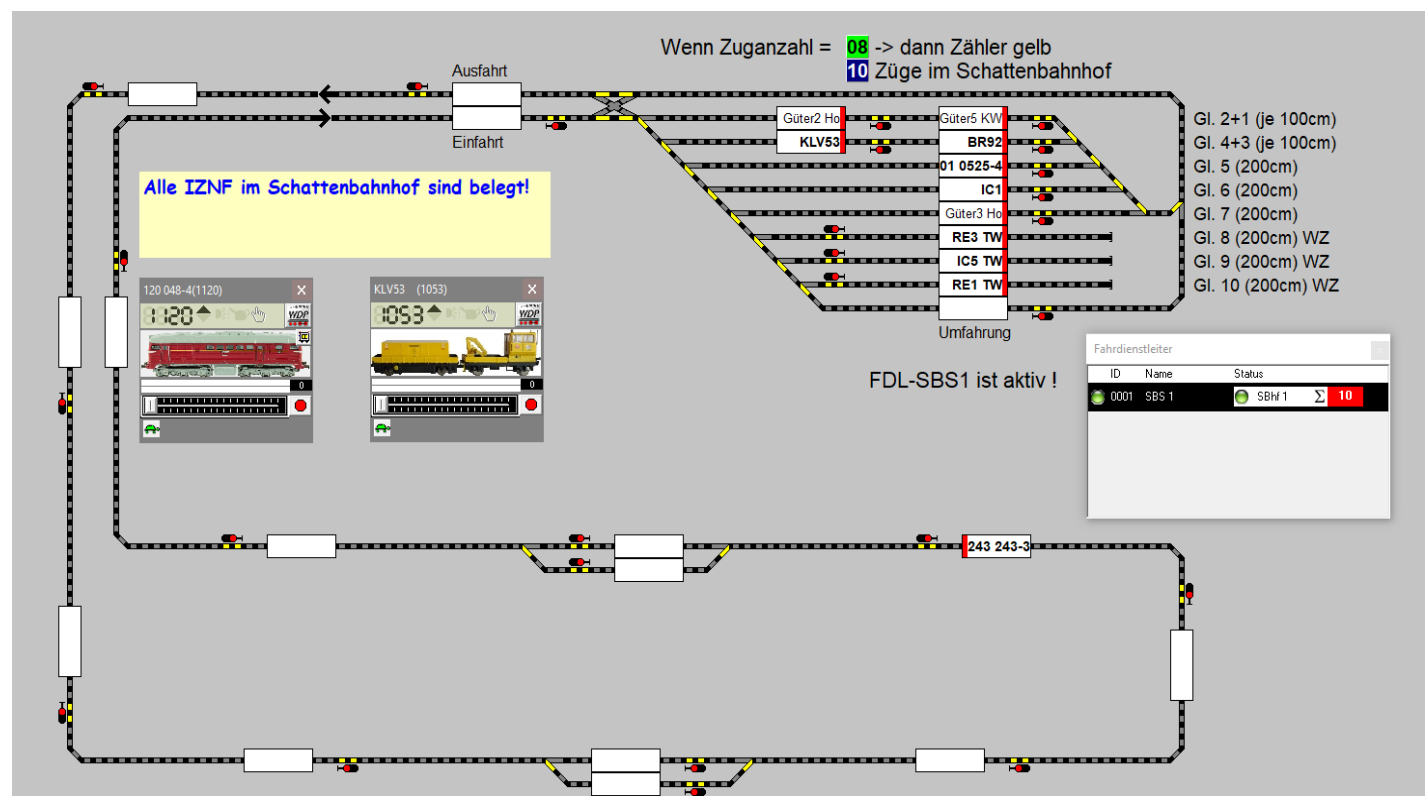 Wenn Zuganzahl = 08 -> dann Zähler gelb
10 Züge im Schattenbahnhof
Ausfahrt
Einfahrt
Güter2 Ho
Güter5 KW
Gl. 2+1 (je 100cm)
KLV53
BR92
Gl. 4+3 (je 100cm)
01 0525-4
Gl. 5 (200cm)
IC1
Gl. 6 (200cm)
Güter3 Ho
Gl. 7 (200cm)
RE3 TW
Gl. 8 (200cm) WZ
IC5 TW
Gl. 9 (200cm) WZ
RE1 TW
Gl. 10 (200cm) WZ
Umfahrung
Alle IZNF im Schattenbahnhof sind belegt!
120 048-4(1120) X
1120
WDP
0
KLV53 (1053) X
1053
WDP
0
FDL-SBS1 ist aktiv !
Fahrdienstleiter x
ID Name Status
0001 SBS 1 SBhf 1 Σ 10
243 243-3